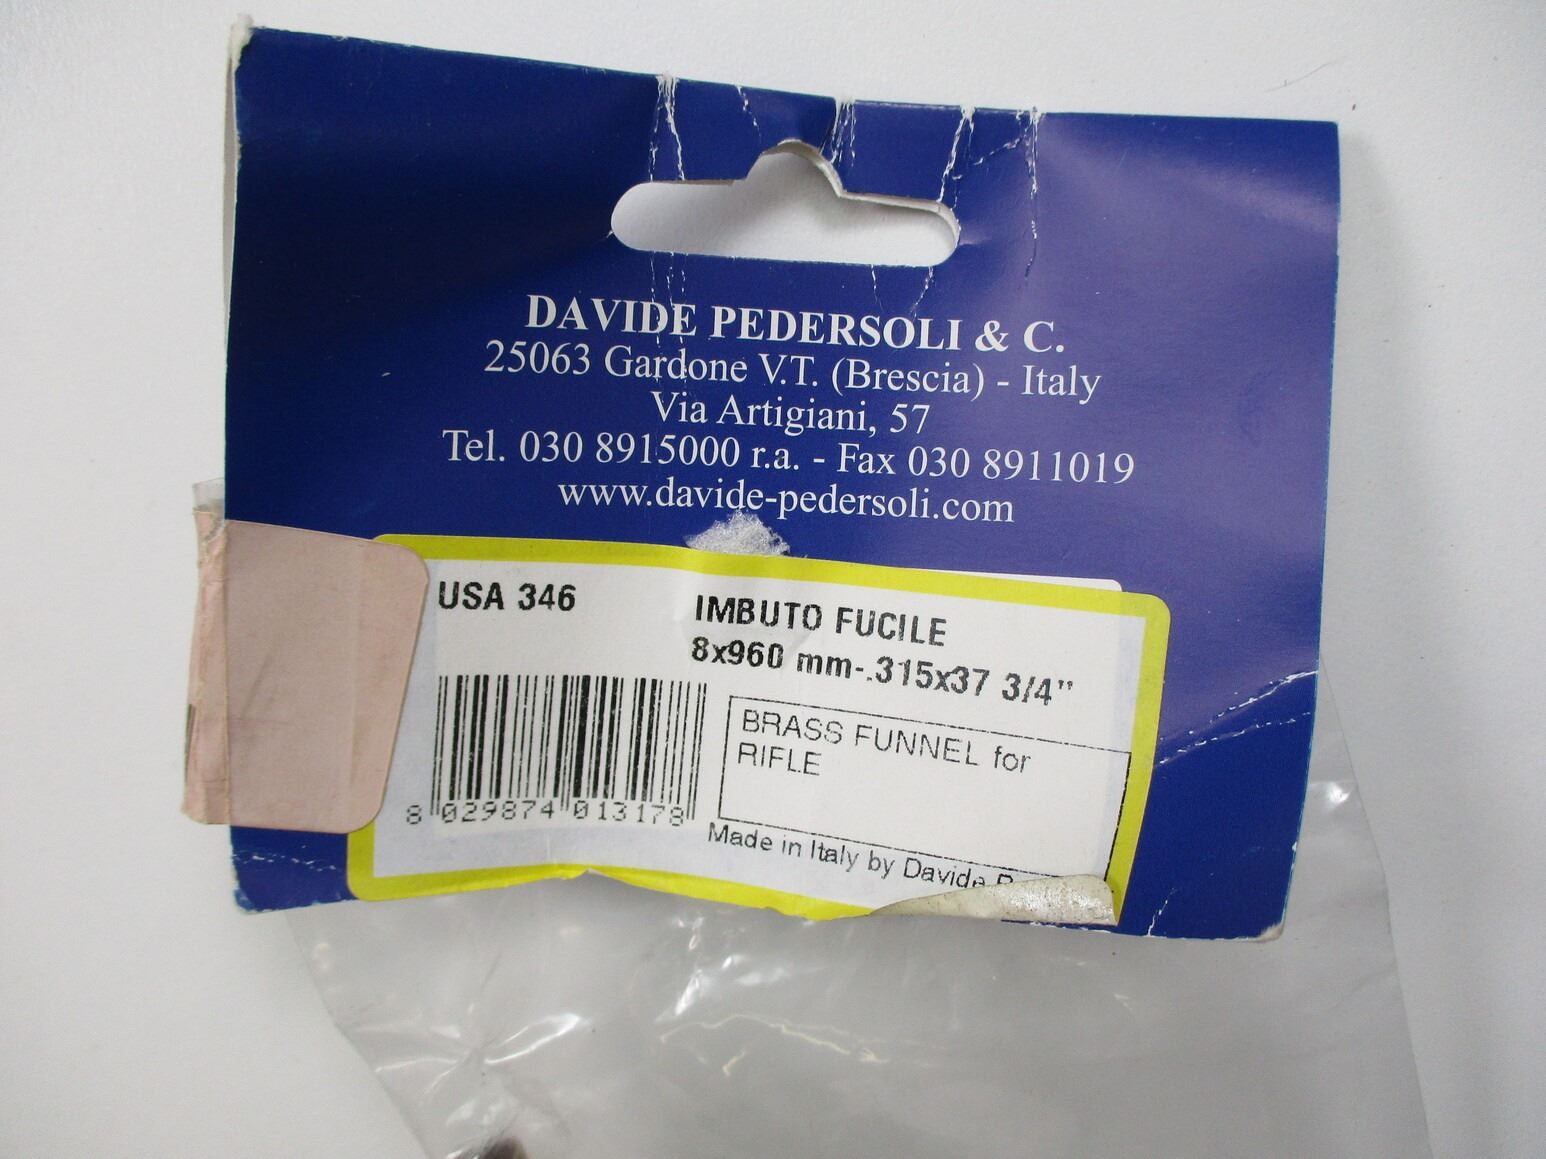 DAVIDE PEDERSOLI & C.
25063 Gardone V.T. (Brescia) - Italy
Via Artigiani, 57
Tel. 030 8915000 r.a. - Fax 030 8911019
www.davide-pedersoli.com
USA 346
IMBUTO FUCILE
8x960 mm-.315x37 3/4"
BRASS FUNNEL for
RIFLE
8 029874 013178
Made in Italy by Davide